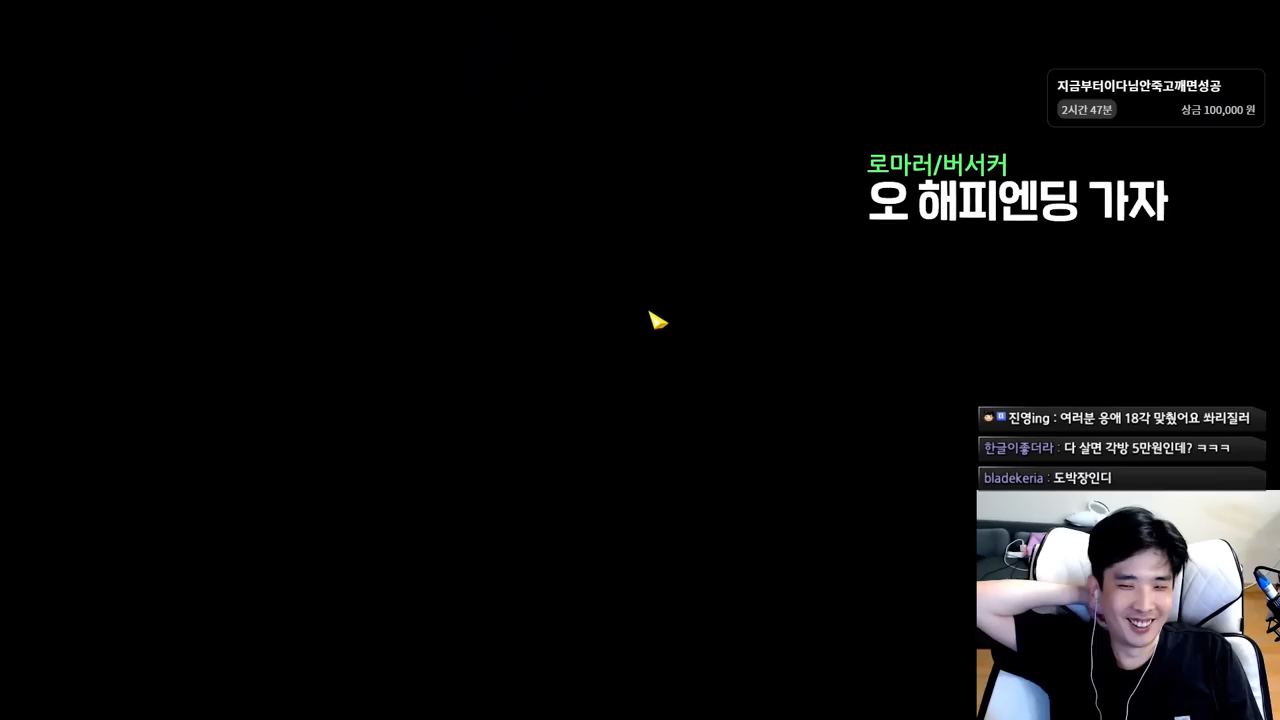 지금부터이다님안죽고깨면성공
2시간 47분
상금 100,000 원
로마러/버서커
오 해피엔딩 가자
진영ing : 여러분 응애 18각 맞췄어요 쏴리질러
한글이좋더라 : 다 살면 각방 5만원인데? ㅋㅋㅋ
bladekeria : 도박장인디